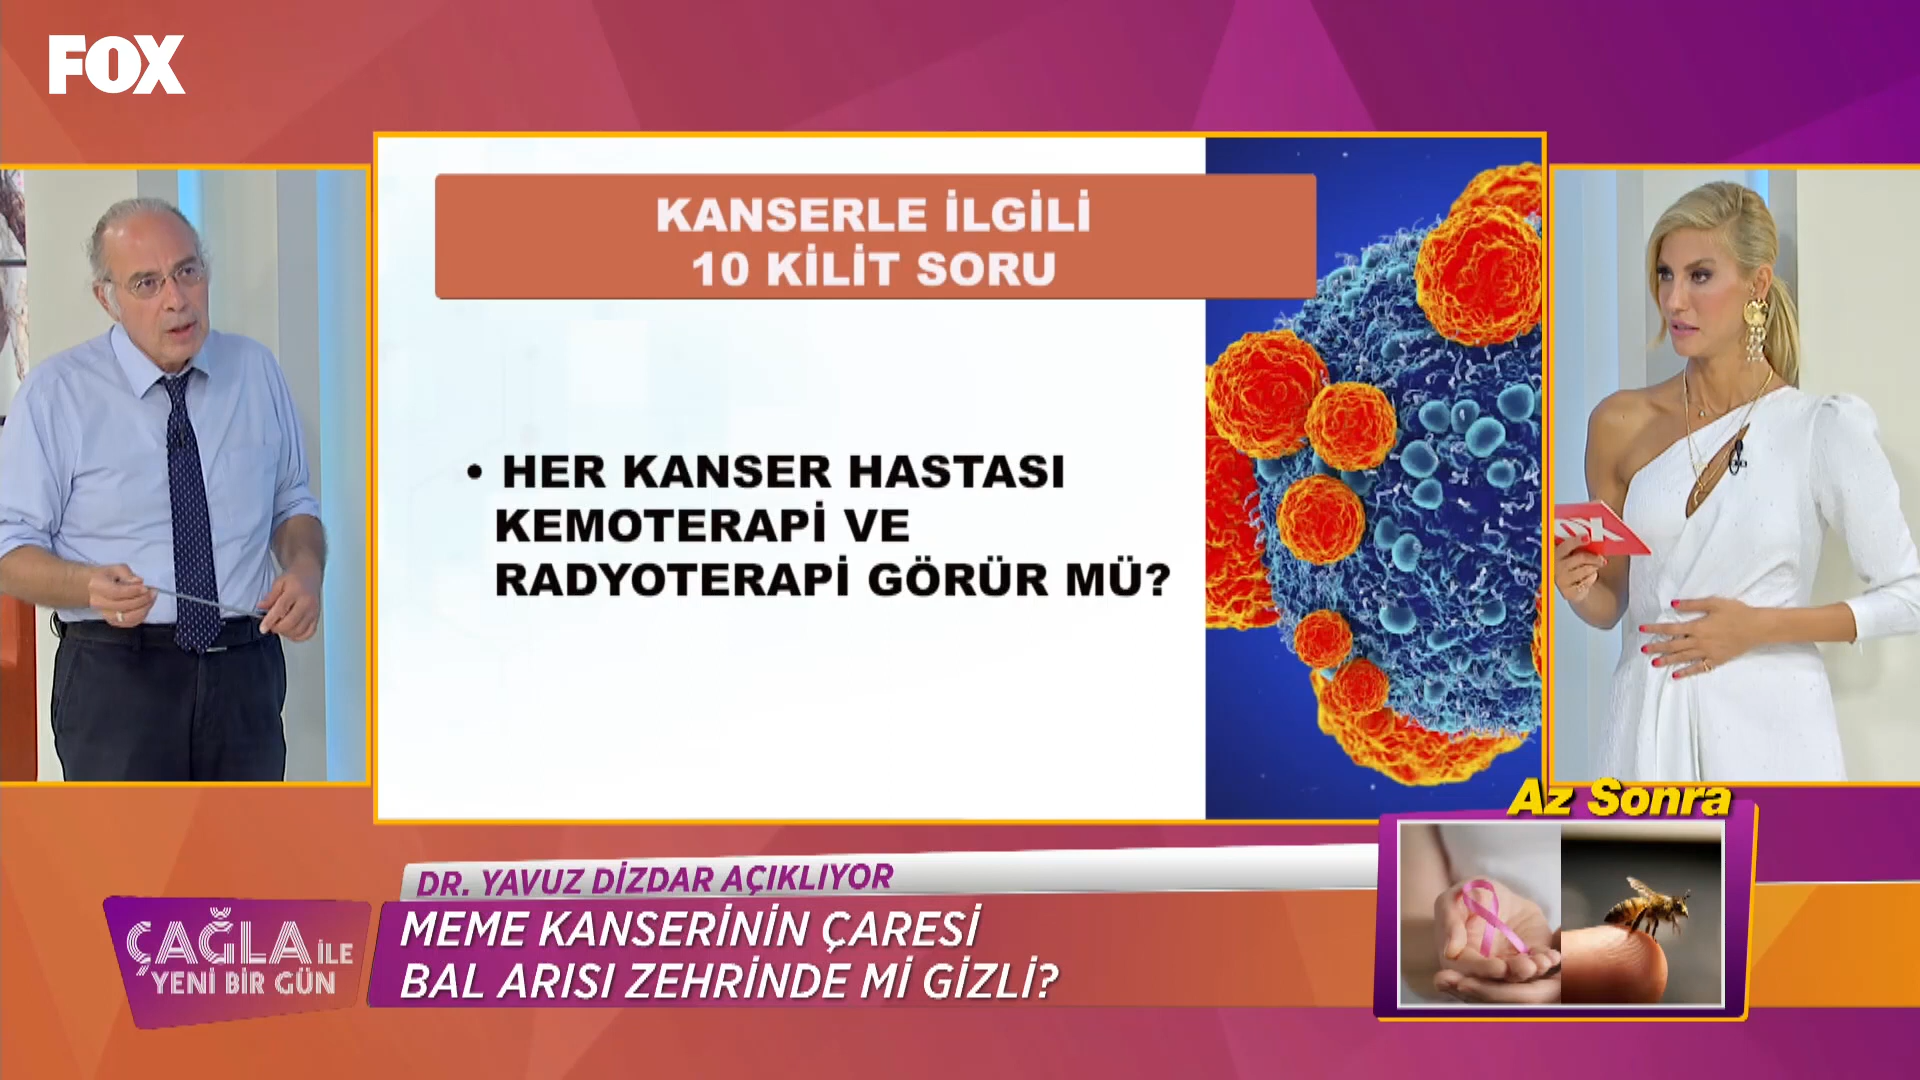 FOX
KANSERLE İLGİLİ
10 KİLİT SORU
• HER KANSER HASTASI
KEMOTERAPİ VE
RADYOTERAPİ GÖRÜR MÜ?
FOX
Az Sonra
DR. YAVUZ DİZDAR AÇIKLIYOR
MEME KANSERİNİN ÇARESİ
BAL ARISI ZEHRİNDE Mİ GİZLİ?
ÇAĞLA İLE
YENİ BİR GÜN